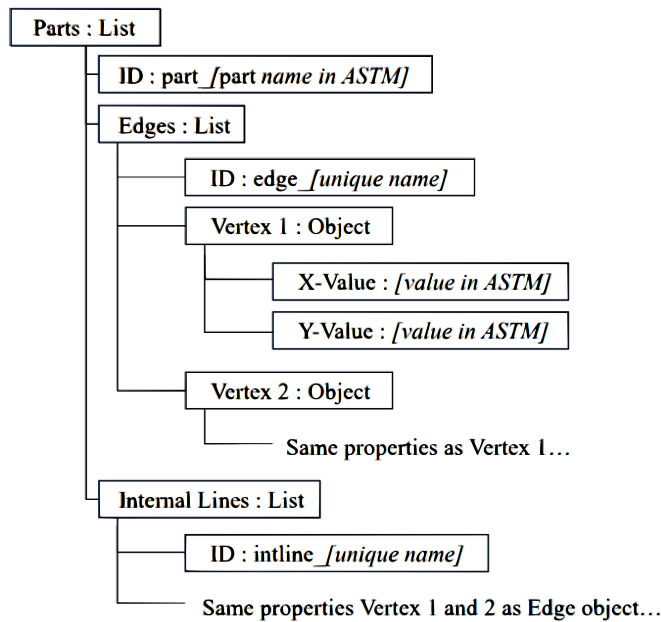 Parts : List
ID : part_[part name in ASTM]
Edges : List
ID : edge_[unique name]
Vertex 1 : Object
X-Value : [value in ASTM]
Y-Value : [value in ASTM]
Vertex 2 : Object
Same properties as Vertex 1…
Internal Lines : List
ID : intline_[unique name]
Same properties Vertex 1 and 2 as Edge object…